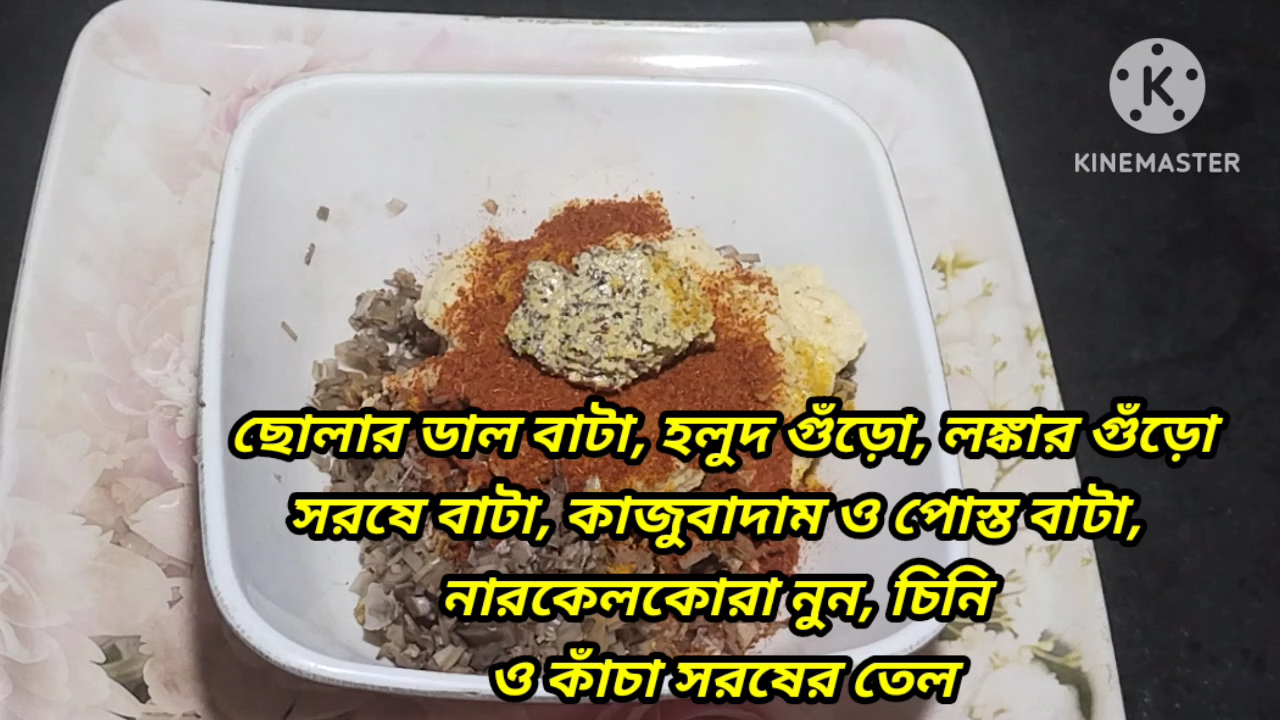 KINEMASTER
ছোলার ডাল বাটা, হলুদ গুঁড়ো, লঙ্কার গুঁড়ো
সরষে বাটা, কাজুবাদাম ও পোস্ত বাটা,
নারকেলকোরা নুন, চিনি
ও কাঁচা সরষের তেল